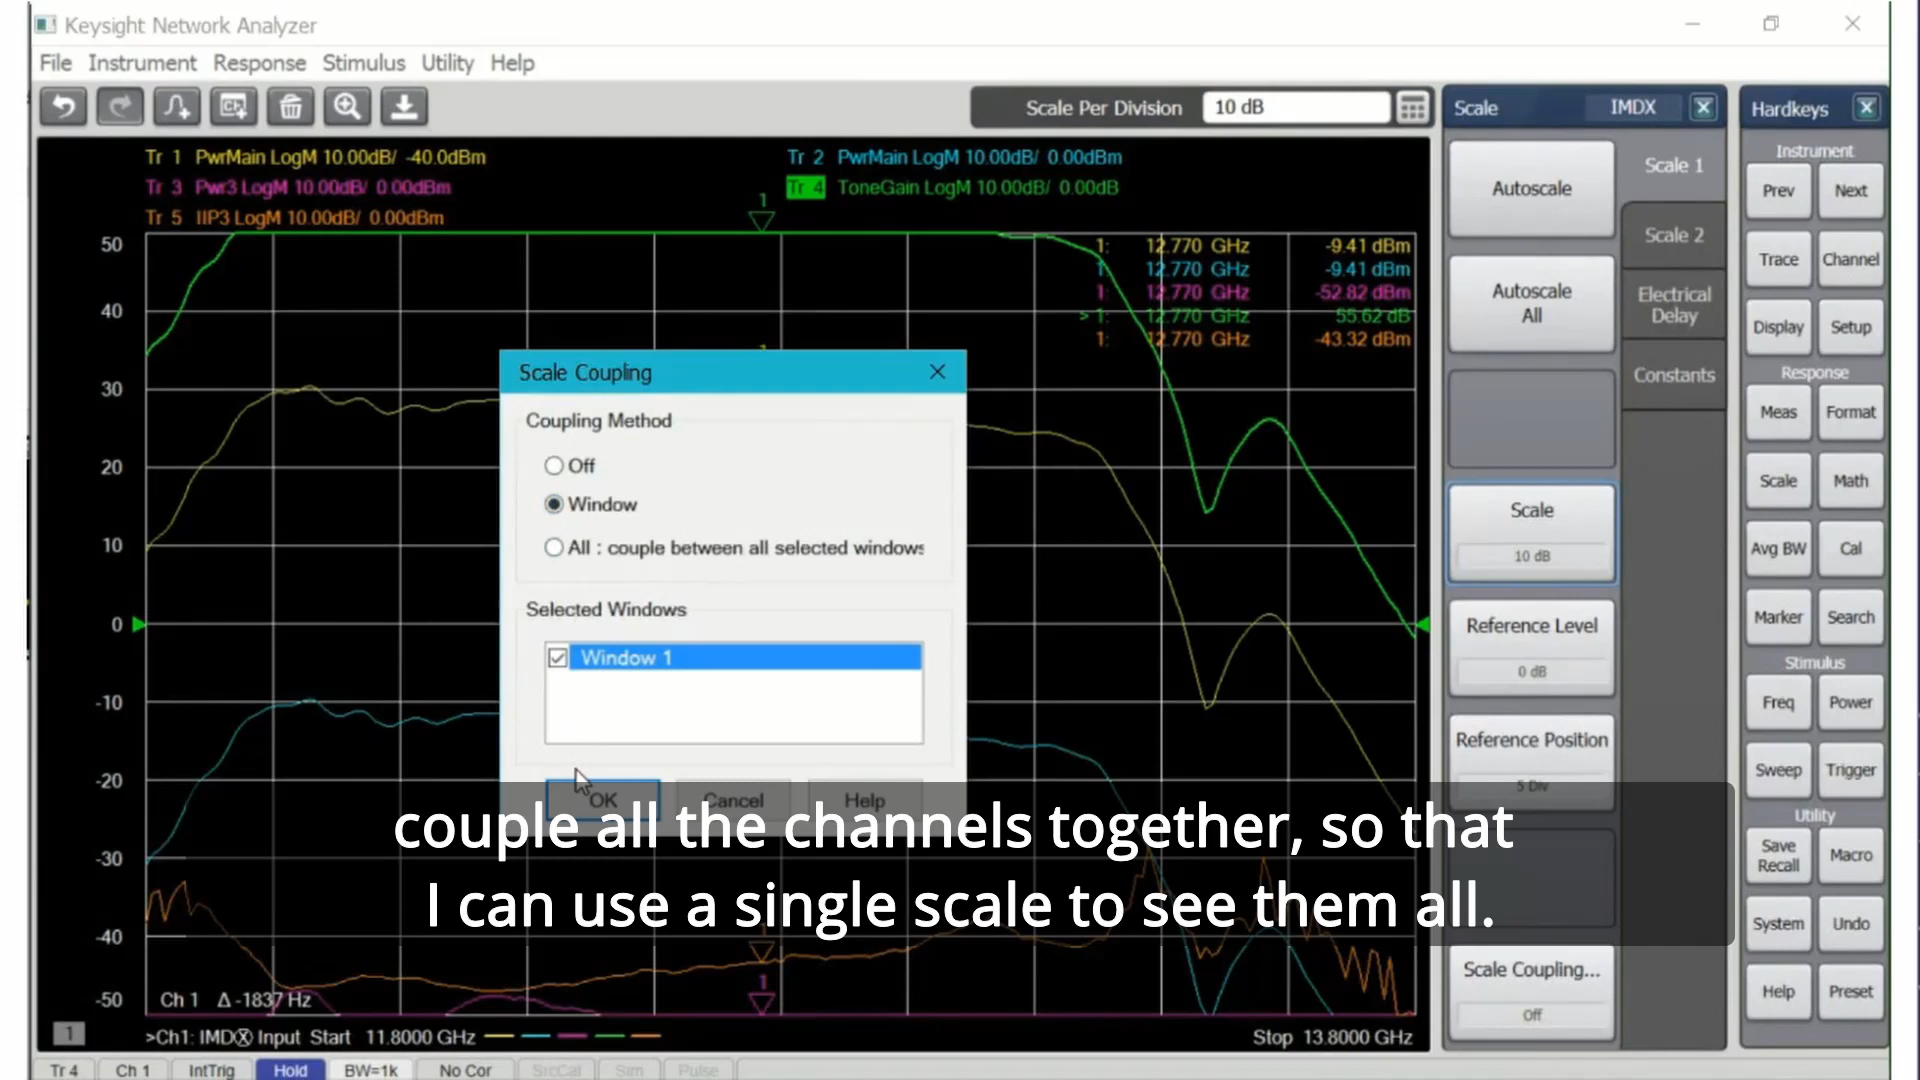 Keysight Network Analyzer
File Instrument Response Stimulus Utility Help
Scale Per Division 10 dB
Scale IMDX
Hardkeys
Tr 1 PwrMain LogM 10.00dB/ -40.0dBm
Tr 2 PwrMain LogM 10.00dB/ 0.00dBm
Tr 3 Pwr3 LogM 10.00dB/ 0.00dBm
Tr 4 ToneGain LogM 10.00dB/ 0.00dB
Tr 5 IIP3 LogM 10.00dB/ 0.00dBm
1
50
40
30
20
10
0
-10
-20
-30
-40
-50
1: 12.770 GHz -9.41 dBm
1: 12.770 GHz -9.41 dBm
1: 12.770 GHz -52.82 dBm
> 1: 12.770 GHz 55.62 dB
1: 12.770 GHz -43.32 dBm
Scale Coupling
Coupling Method
Off
Window
All : couple between all selected windows
Selected Windows
Window 1
OK Cancel Help
couple all the channels together, so that
I can use a single scale to see them all.
1
Ch 1 Δ -1837 Hz
1
>Ch1: IMDX Input Start 11.8000 GHz
Stop 13.8000 GHz
Tr 4 Ch 1 IntTrig Hold BW=1k No Cor SrcCal Sim Pulse
Autoscale
Autoscale
All
Scale
10 dB
Reference Level
0 dB
Reference Position
5 Div
Scale Coupling...
Off
Scale 1
Scale 2
Electrical
Delay
Constants
Instrument
Prev Next
Trace Channel
Display Setup
Response
Meas Format
Scale Math
Avg BW Cal
Marker Search
Stimulus
Freq Power
Sweep Trigger
Utility
Save
Recall
Macro
System Undo
Help Preset